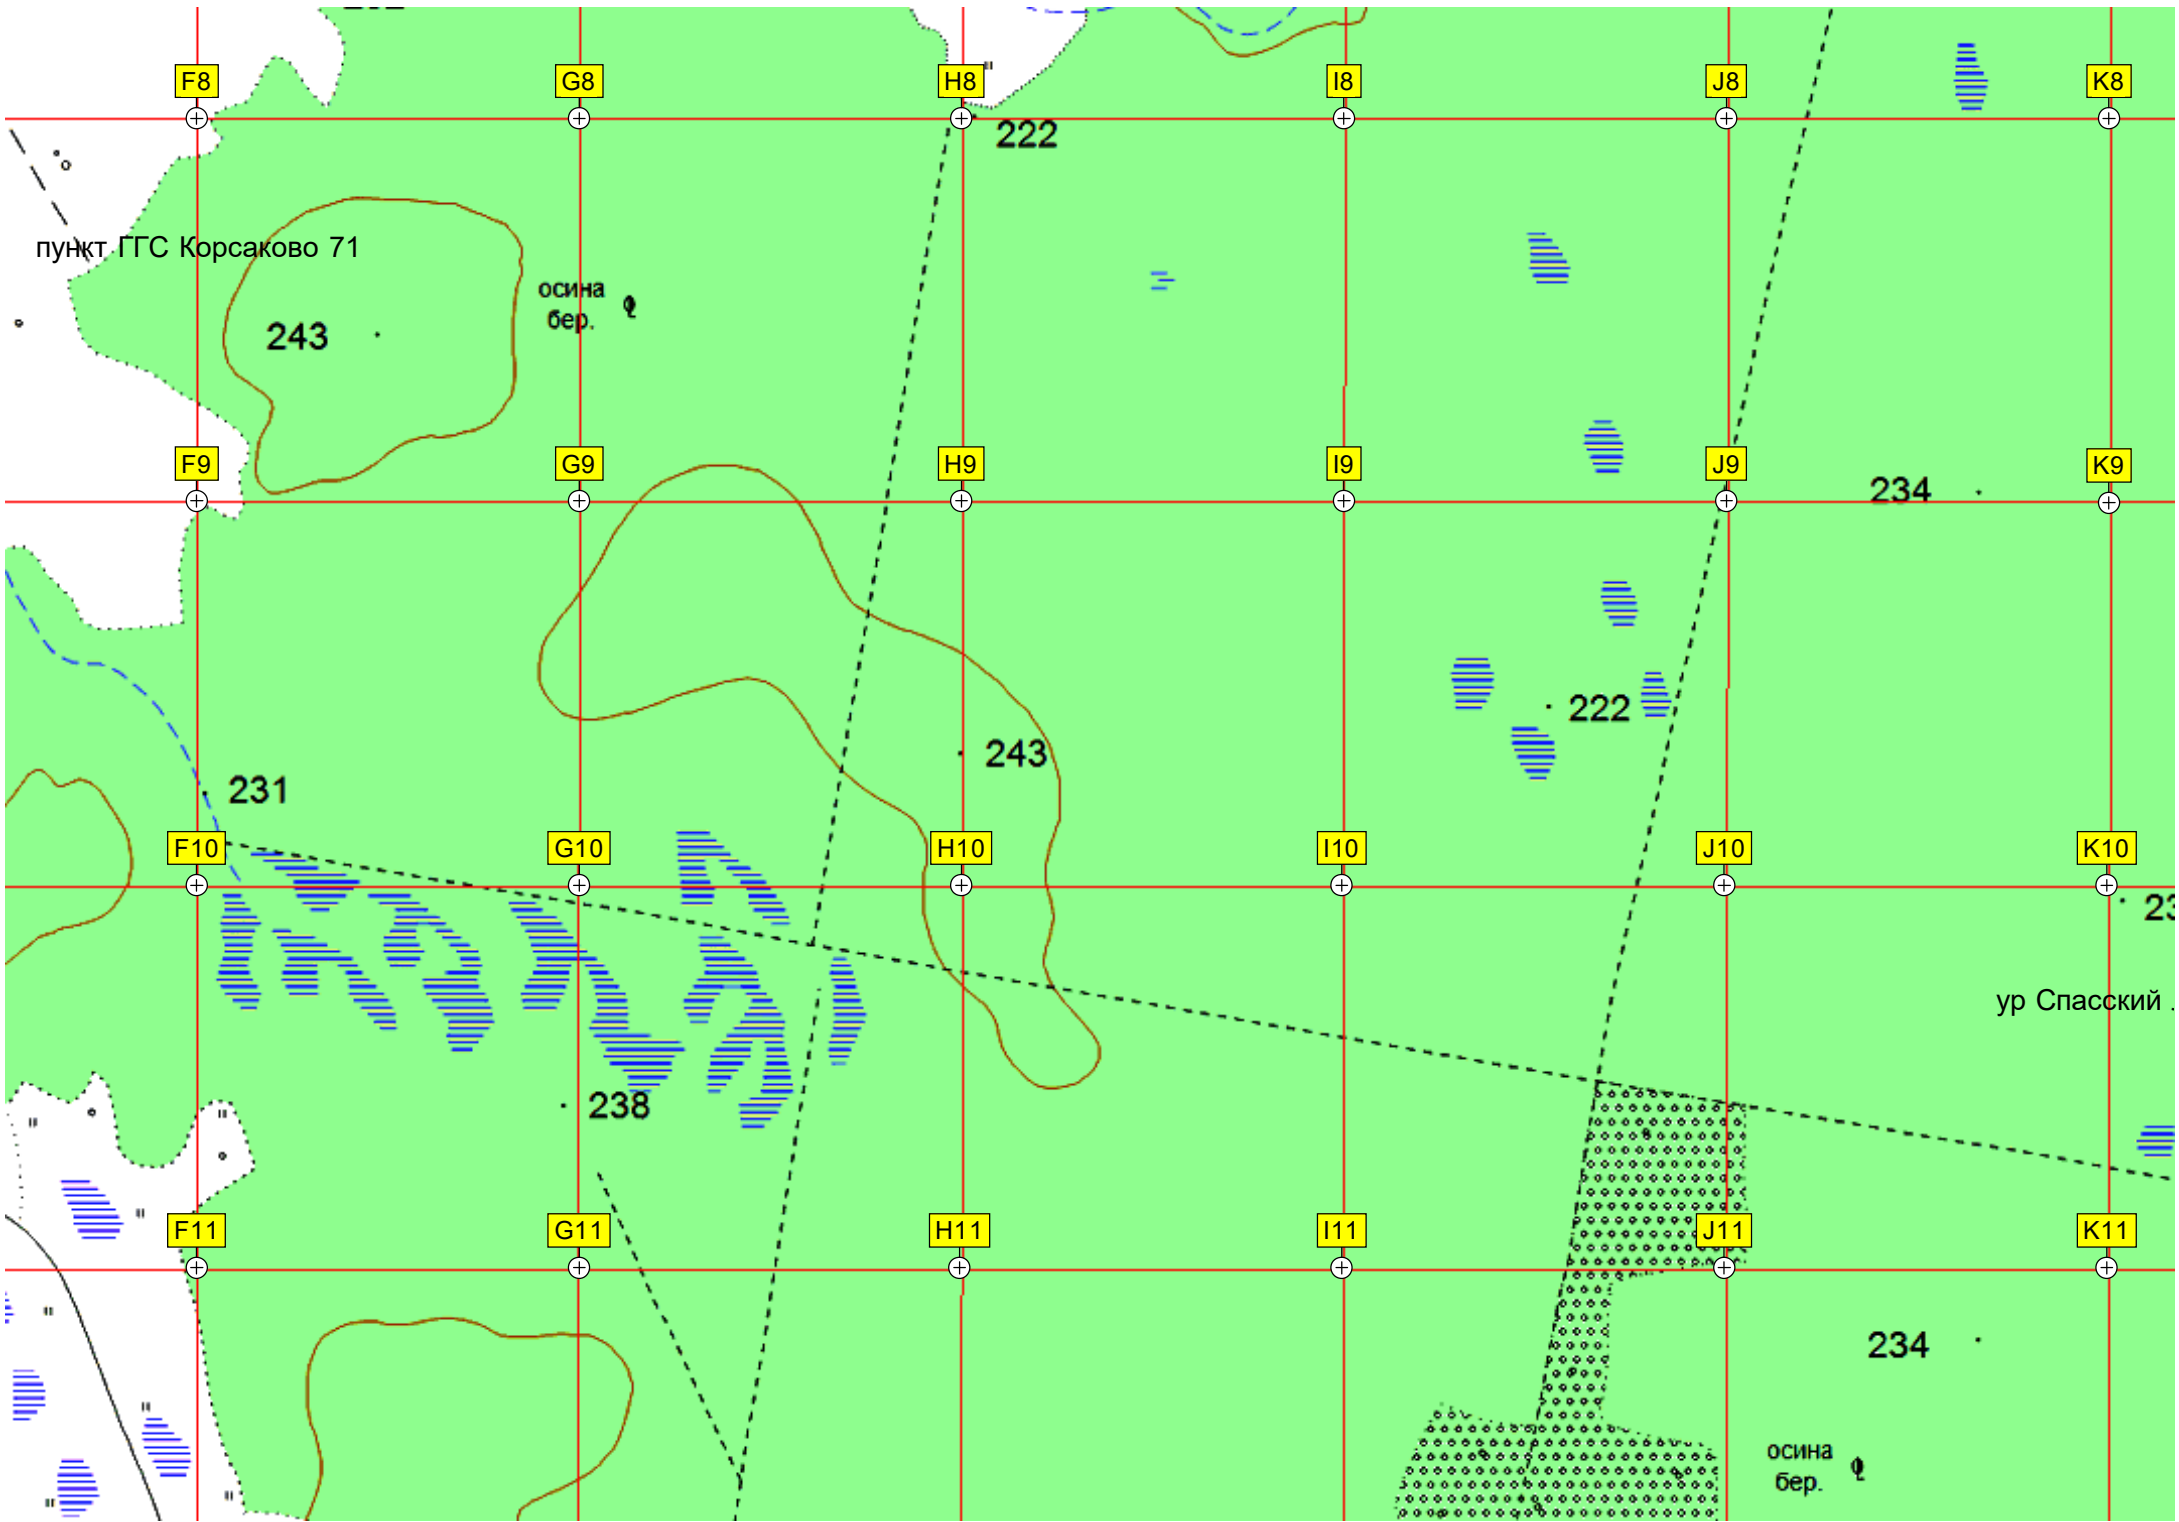 F8 G8 H8 I8 J8 K8
222
пункт ГГС Корсаково 71
осина
бер.
243
F9 G9 H9 I9 J9 K9
234
222
243
231
F10 G10 H10 I10 J10 K10
23
ур Спасский .
238
F11 G11 H11 I11 J11 K11
234
осина
бер.